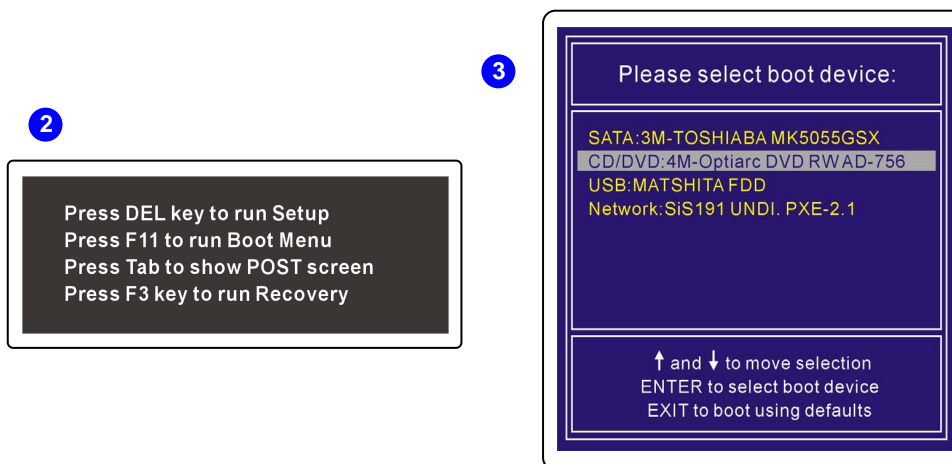 2
Press DEL key to run Setup
Press F11 to run Boot Menu
Press Tab to show POST screen
Press F3 key to run Recovery
3
Please select boot device:
SATA:3M-TOSHIABA MK5055GSX
CD/DVD:4M-Optiarc DVD RW AD-756
USB:MATSHITA FDD
Network:SiS191 UNDI. PXE-2.1
↑ and ↓ to move selection
ENTER to select boot device
EXIT to boot using defaults